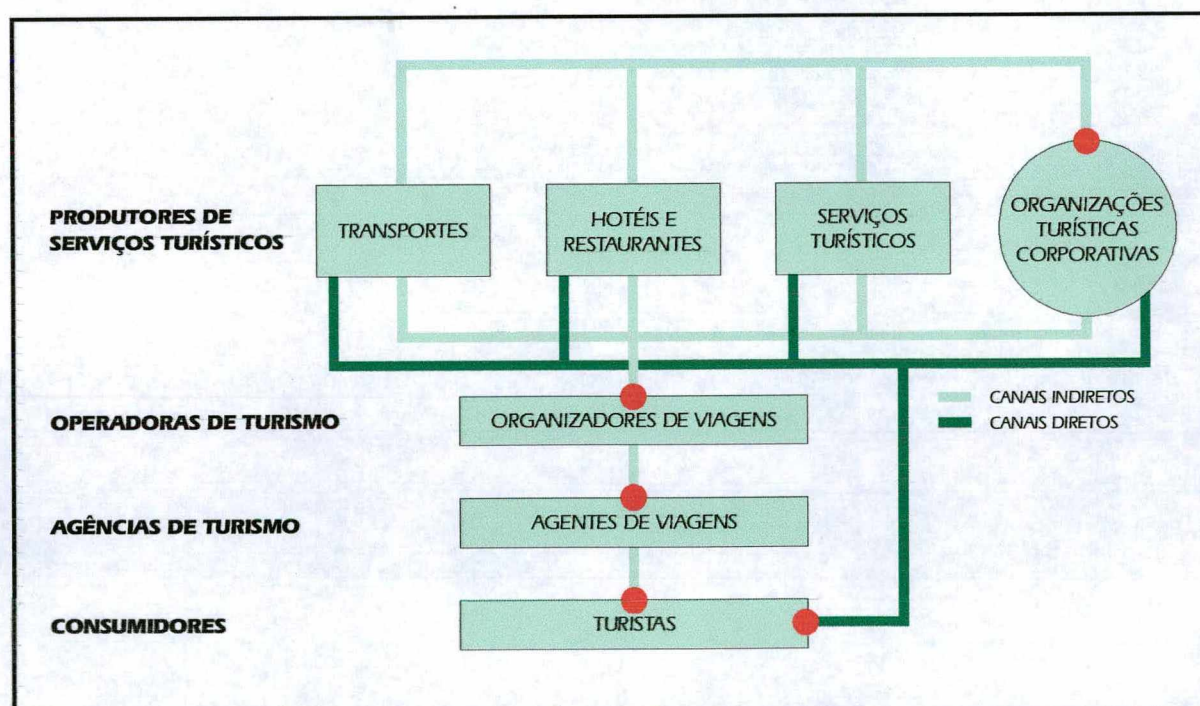 PRODUTORES DE
SERVIÇOS TURÍSTICOS
TRANSPORTES
HOTÉIS E
RESTAURANTES
SERVIÇOS
TURÍSTICOS
ORGANIZAÇÕES
TURÍSTICAS
CORPORATIVAS
OPERADORAS DE TURISMO
ORGANIZADORES DE VIAGENS
CANAIS INDIRETOS
CANAIS DIRETOS
AGÊNCIAS DE TURISMO
AGENTES DE VIAGENS
CONSUMIDORES
TURISTAS